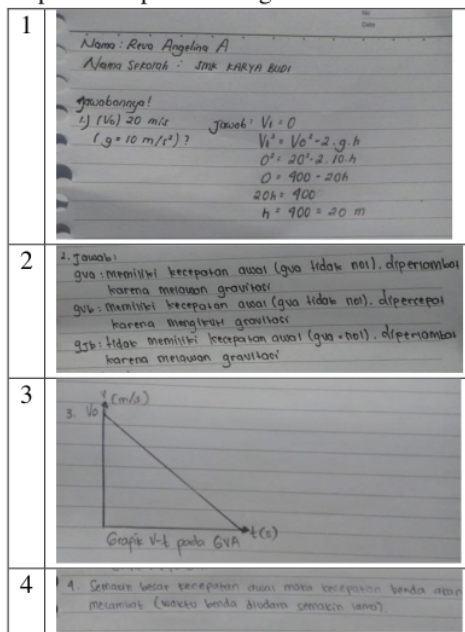 1
No
Date
Nama : Reva Angelina A
Nama Sekolah : SMK KARYA BUDI
Jawabannya!
1.) (Vo) 20 m/s
(g = 10 m/s²) ?
Jawab : Vt = 0
Vt² = Vo² - 2 . g . h
0² = 20² - 2 . 10 . h
0 = 400 - 20h
20h = 400
h = 400 = 20 m
2
2. Jawab :
gva : memiliki kecepatan awal (gva tidak nol). diperlambat
karena melawan gravitasi
gvb : memiliki kecepatan awal (gva tidak nol). dipercepat
karena mengikuti gravitasi
gjb : tidak memiliki kecepatan awal (gva = nol). diperlambat
karena melawan gravitasi
3
3. Vo
V (m/s)
t (s)
Grafik V-t pada GVA
4
4. Semakin besar kecepatan awal maka kecepatan benda akan
melambat (waktu benda diudara semakin lama)